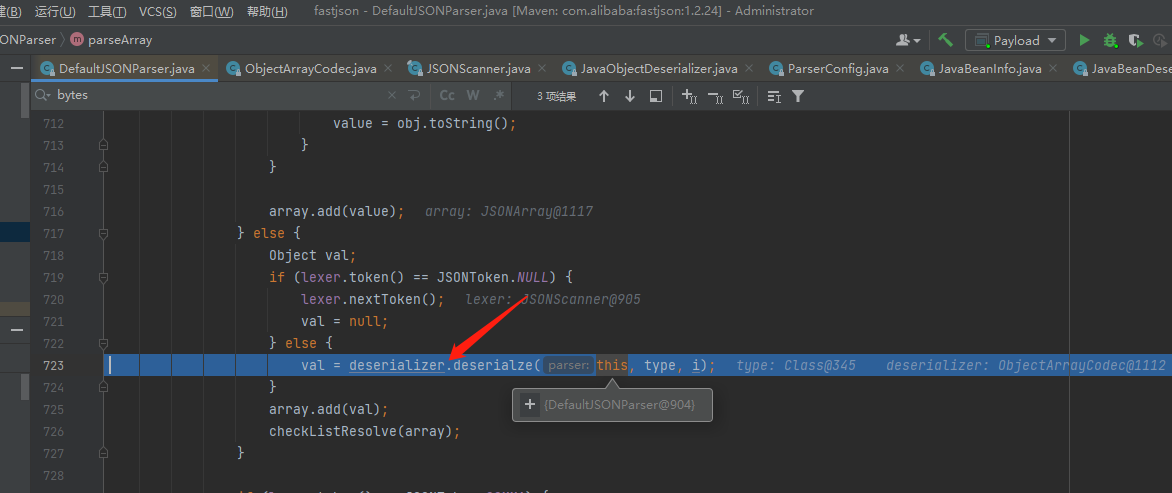 建(B) 运行(U) 工具(T) VCS(S) 窗口(W) 帮助(H) fastjson - DefaultJSONParser.java [Maven: com.alibaba:fastjson:1.2.24] - Administrator
ONParser m parseArray Payload
DefaultJSONParser.java ObjectArrayCodec.java JSONScanner.java JavaObjectDeserializer.java ParserConfig.java JavaBeanInfo.java JavaBeanDese
bytes Cc W .* 3 项结果
712 value = obj.toString();
713 }
714 }
715
716 array.add(value); array: JSONArray@1117
717 } else {
718 Object val;
719 if (lexer.token() == JSONToken.NULL) {
720 lexer.nextToken(); lexer: JSONScanner@905
721 val = null;
722 } else {
723 val = deserializer.deserialze( parser: this, type, i); type: Class@345 deserializer: ObjectArrayCodec@1112
724 }
+ {DefaultJSONParser@904}
725 array.add(val);
726 checkListResolve(array);
727 }
728